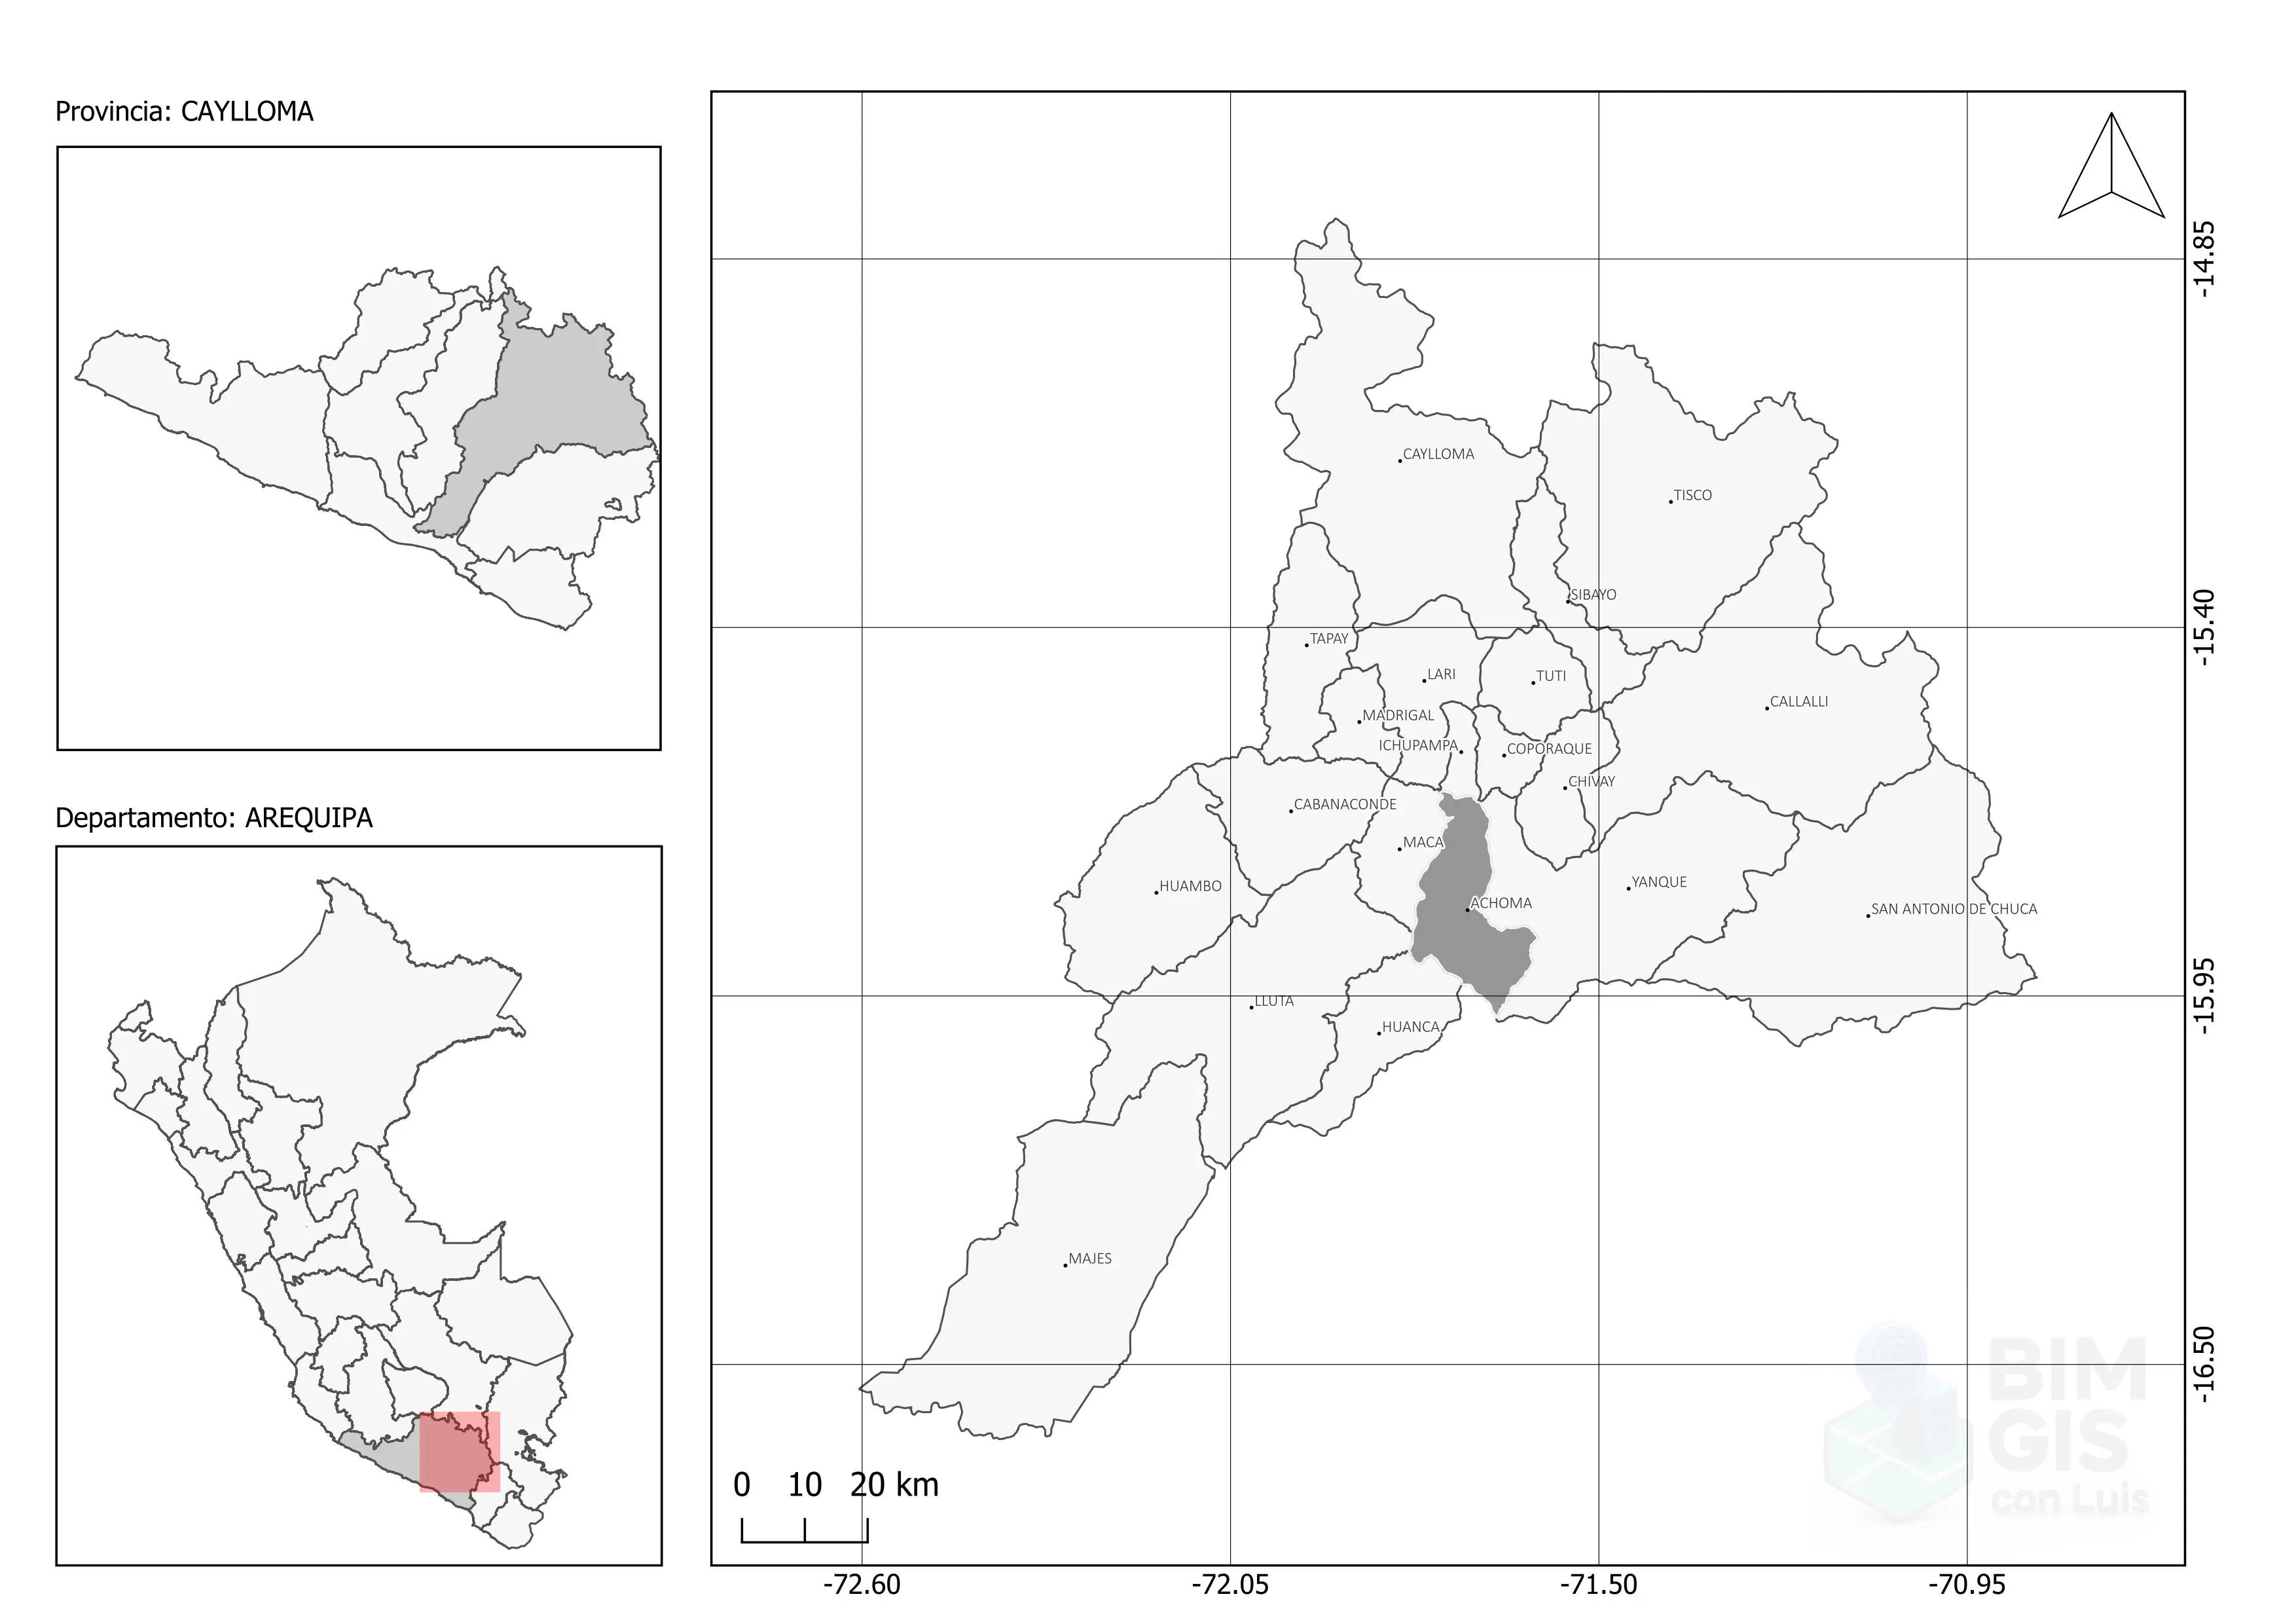 Provincia: CAYLLOMA
Departamento: AREQUIPA
CAYLLOMA
TISCO
SIBAYO
TAPAY
LARI
TUTI
CALLALLI
MADRIGAL
ICHUPAMPA
COPORAQUE
CHIVAY
CABANACONDE
MACA
HUAMBO
YANQUE
ACHOMA
SAN ANTONIO DE CHUCA
LLUTA
HUANCA
MAJES
-14.85
-15.40
-15.95
-16.50
0 10 20 km
-72.60 -72.05 -71.50 -70.95
BIM
GIS
con Luis